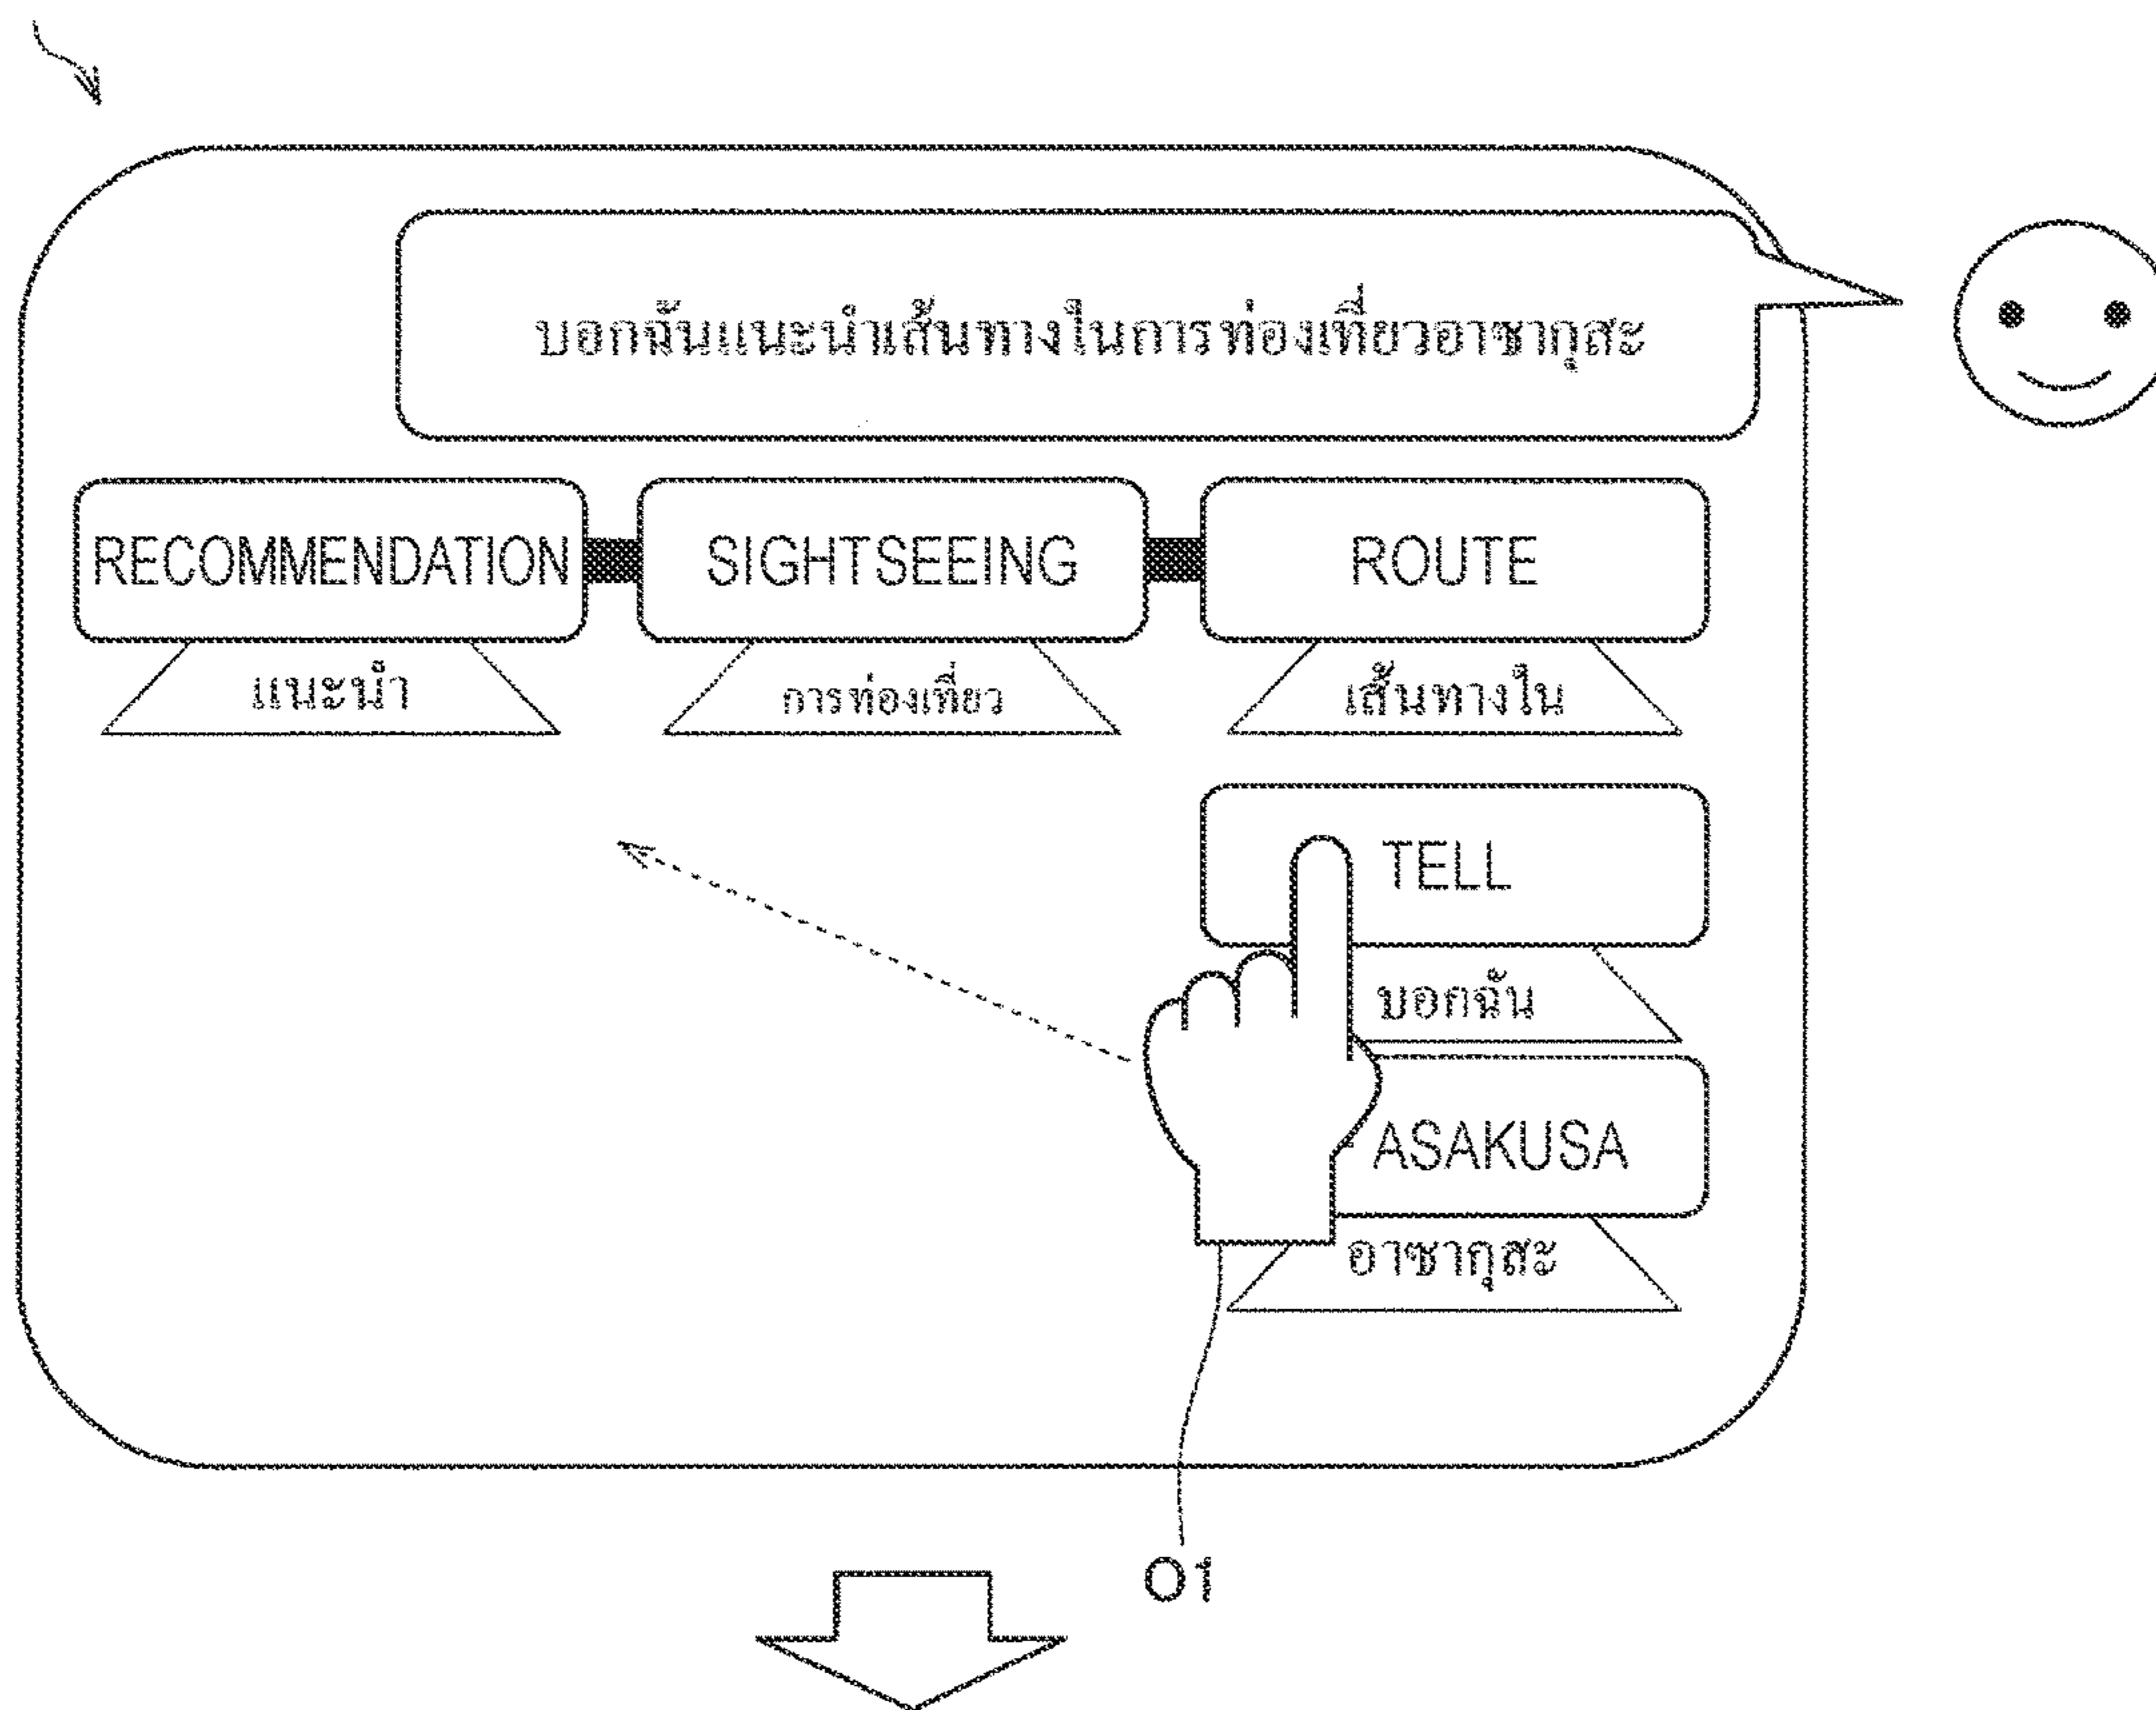 บอกฉันแนะนำเส้นทางในการท่องเที่ยวอาซากุสะ
RECOMMENDATION SIGHTSEEING ROUTE
แนะนำ การท่องเที่ยว เส้นทางใน
TELL
บอกฉัน
ASAKUSA
อาซากุสะ
O1